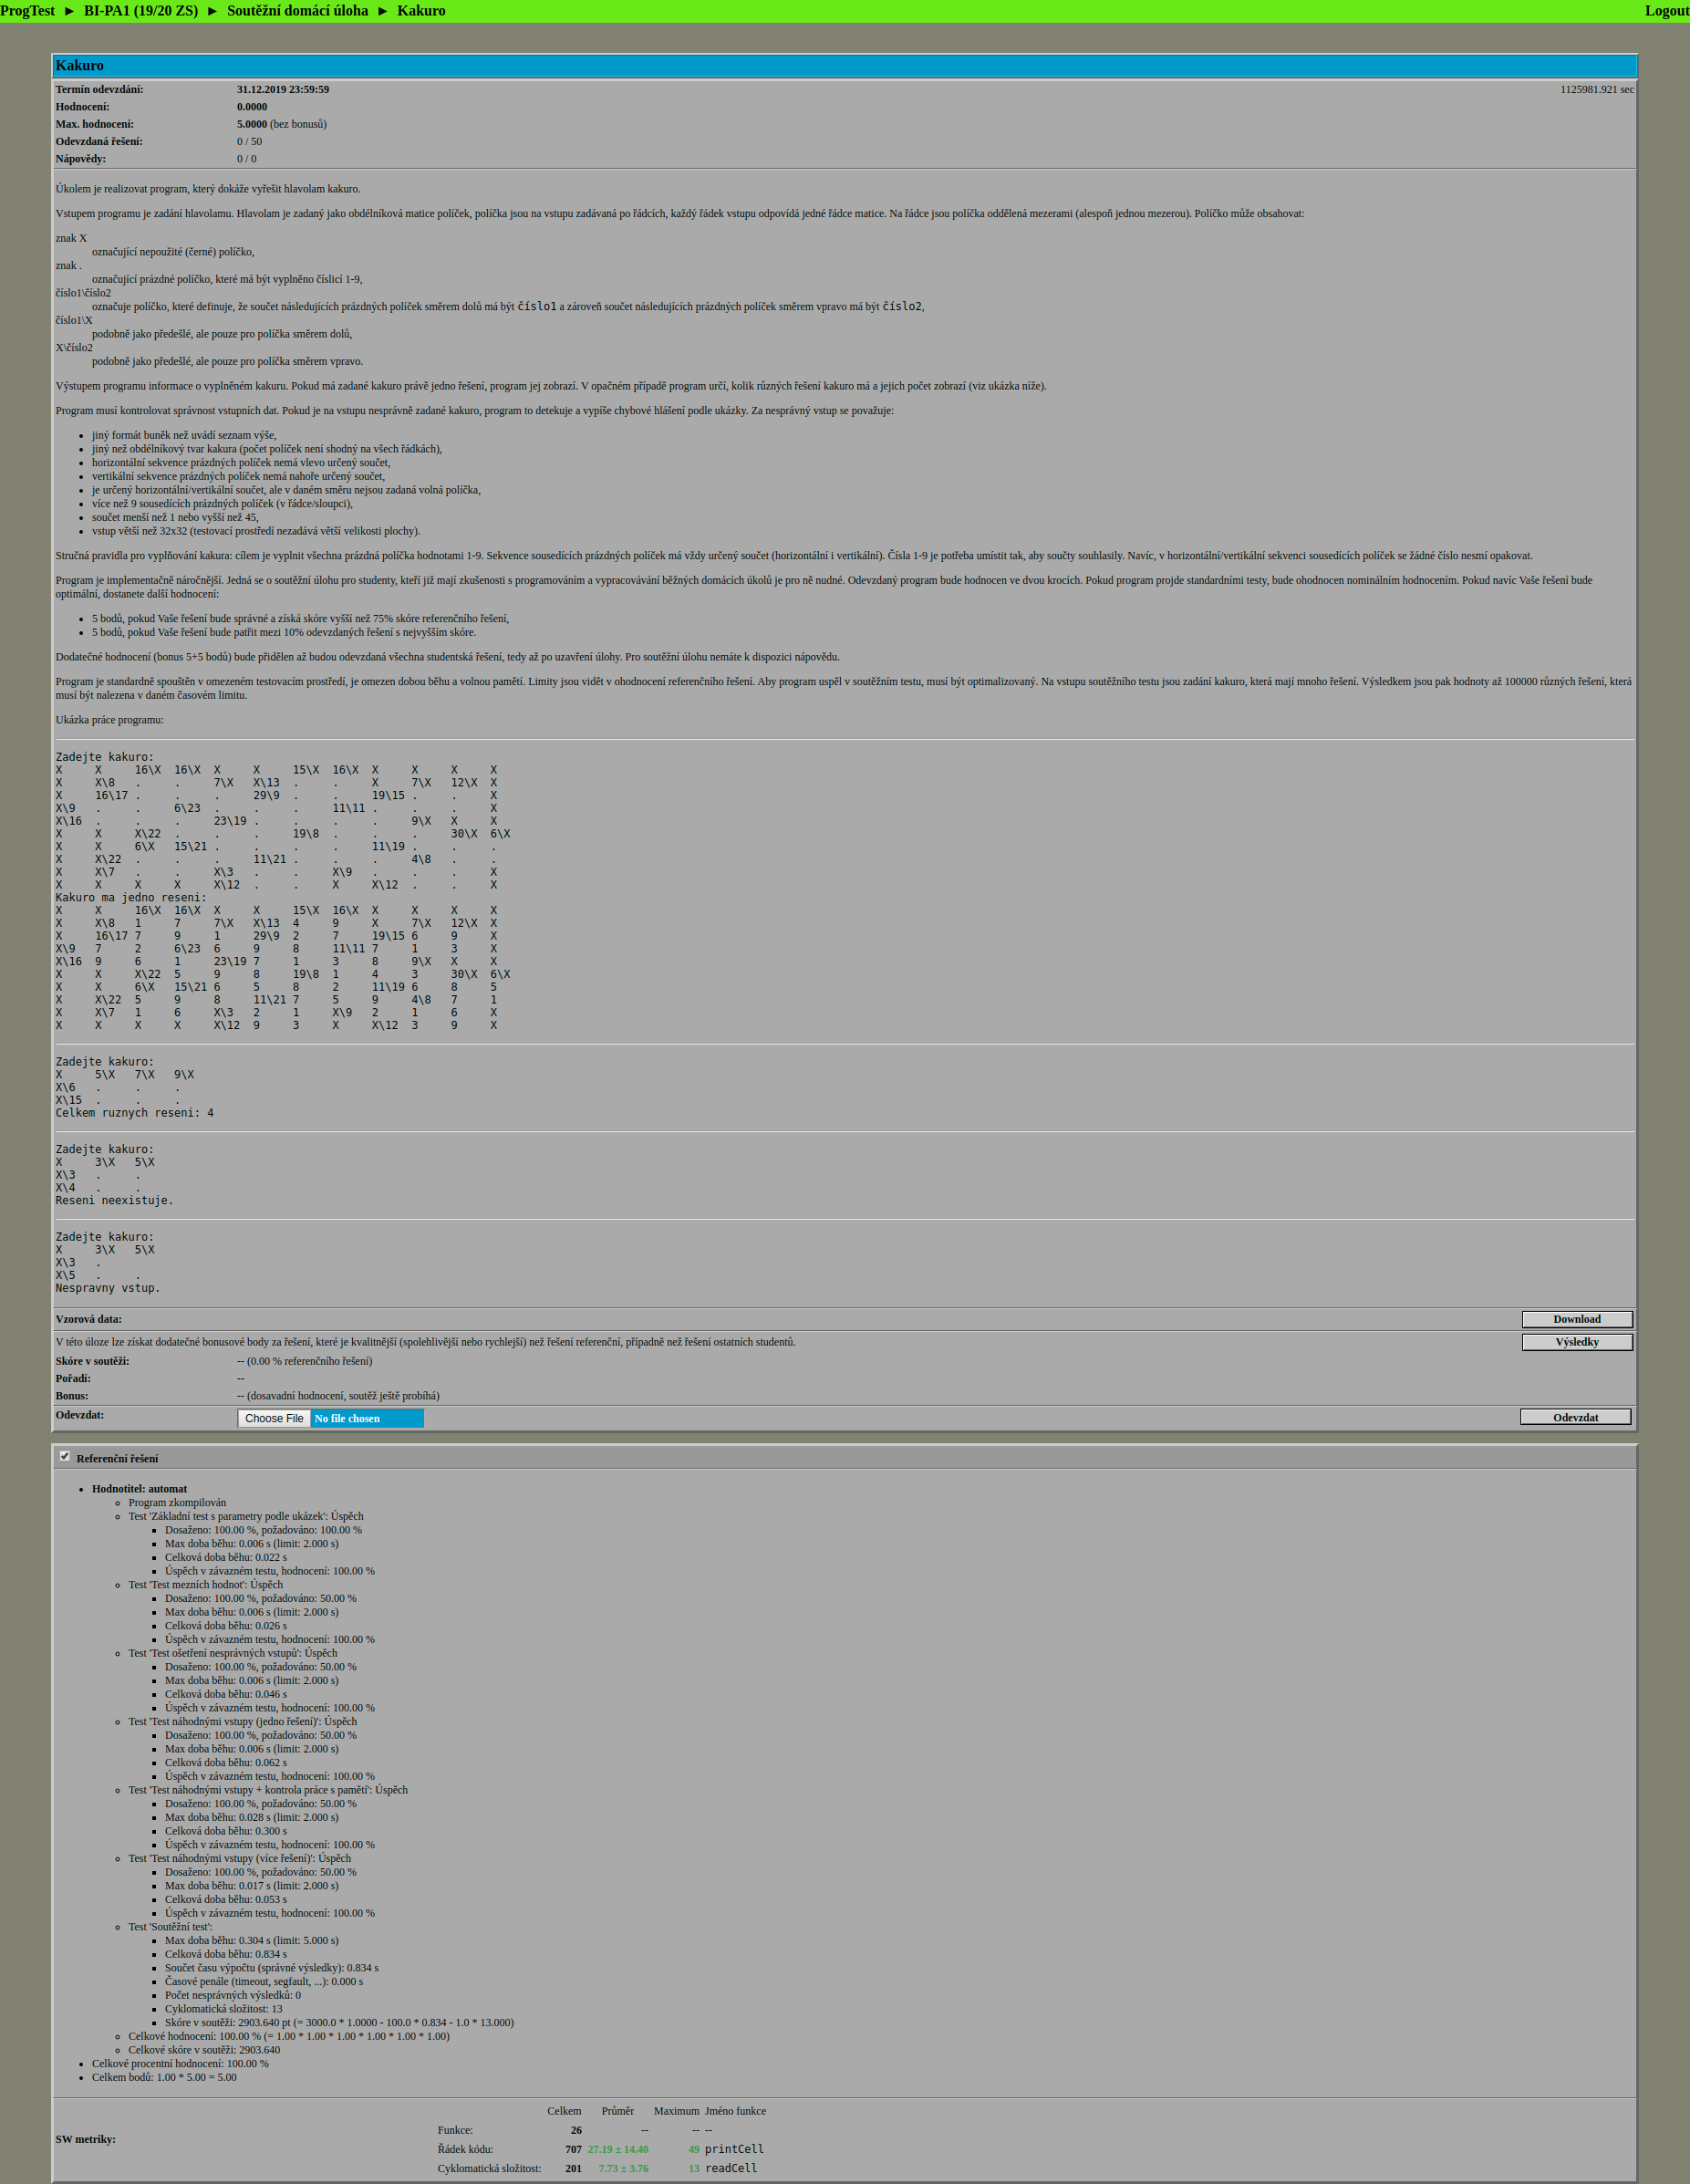 ProgTest ► BI-PA1 (19/20 ZS) ► Soutěžní domácí úloha ► Kakuro Logout
Kakuro
Termín odevzdání: 31.12.2019 23:59:59 1125981.921 sec
Hodnocení: 0.0000
Max. hodnocení: 5.0000 (bez bonusů)
Odevzdaná řešení: 0 / 50
Nápovědy: 0 / 0
Úkolem je realizovat program, který dokáže vyřešit hlavolam kakuro.
Vstupem programu je zadání hlavolamu. Hlavolam je zadaný jako obdélníková matice políček, políčka jsou na vstupu zadávaná po řádcích, každý řádek vstupu odpovídá jedné řádce matice. Na řádce jsou políčka oddělená mezerami (alespoň jednou mezerou). Políčko může obsahovat:
znak X
označující nepoužité (černé) políčko,
znak .
označující prázdné políčko, které má být vyplněno číslicí 1-9,
číslo1\číslo2
označuje políčko, které definuje, že součet následujících prázdných políček směrem dolů má být číslo1 a zároveň součet následujících prázdných políček směrem vpravo má být číslo2,
číslo1\X
podobně jako předešlé, ale pouze pro políčka směrem dolů,
X\číslo2
podobně jako předešlé, ale pouze pro políčka směrem vpravo.
Výstupem programu informace o vyplněném kakuru. Pokud má zadané kakuro právě jedno řešení, program jej zobrazí. V opačném případě program určí, kolik různých řešení kakuro má a jejich počet zobrazí (viz ukázka níže).
Program musí kontrolovat správnost vstupních dat. Pokud je na vstupu nesprávně zadané kakuro, program to detekuje a vypíše chybové hlášení podle ukázky. Za nesprávný vstup se považuje:
• jiný formát buněk než uvádí seznam výše,
• jiný než obdélníkový tvar kakura (počet políček není shodný na všech řádkách),
• horizontální sekvence prázdných políček nemá vlevo určený součet,
• vertikální sekvence prázdných políček nemá nahoře určený součet,
• je určený horizontální/vertikální součet, ale v daném směru nejsou zadaná volná políčka,
• více než 9 sousedících prázdných políček (v řádce/sloupci),
• součet menší než 1 nebo vyšší než 45,
• vstup větší než 32x32 (testovací prostředí nezadává větší velikosti plochy).
Stručná pravidla pro vyplňování kakura: cílem je vyplnit všechna prázdná políčka hodnotami 1-9. Sekvence sousedících prázdných políček má vždy určený součet (horizontální i vertikální). Čísla 1-9 je potřeba umístit tak, aby součty souhlasily. Navíc, v horizontální/vertikální sekvenci sousedících políček se žádné číslo nesmí opakovat.
Program je implementačně náročnější. Jedná se o soutěžní úlohu pro studenty, kteří již mají zkušenosti s programováním a vypracovávání běžných domácích úkolů je pro ně nudné. Odevzdaný program bude hodnocen ve dvou krocích. Pokud program projde standardními testy, bude ohodnocen nominálním hodnocením. Pokud navíc Vaše řešení bude
optimální, dostanete další hodnocení:
• 5 bodů, pokud Vaše řešení bude správné a získá skóre vyšší než 75% skóre referenčního řešení,
• 5 bodů, pokud Vaše řešení bude patřit mezi 10% odevzdaných řešení s nejvyšším skóre.
Dodatečné hodnocení (bonus 5+5 bodů) bude přidělen až budou odevzdaná všechna studentská řešení, tedy až po uzavření úlohy. Pro soutěžní úlohu nemáte k dispozici nápovědu.
Program je standardně spouštěn v omezeném testovacím prostředí, je omezen dobou běhu a volnou pamětí. Limity jsou vidět v ohodnocení referenčního řešení. Aby program uspěl v soutěžním testu, musí být optimalizovaný. Na vstupu soutěžního testu jsou zadání kakuro, která mají mnoho řešení. Výsledkem jsou pak hodnoty až 100000 různých řešení, která
musí být nalezena v daném časovém limitu.
Ukázka práce programu:
Zadejte kakuro:
X     X     16\X  16\X  X     X     15\X  16\X  X     X     X     X
X     X\8   .     .     7\X   X\13  .     .     X     7\X   12\X  X
X     16\17 .     .     .     29\9  .     .     19\15 .     .     X
X\9   .     .     6\23  .     .     .     11\11 .     .     .     X
X\16  .     .     .     23\19 .     .     .     .     9\X   X     X
X     X     X\22  .     .     .     19\8  .     .     .     30\X  6\X
X     X     6\X   15\21 .     .     .     .     11\19 .     .     .
X     X\22  .     .     .     11\21 .     .     .     4\8   .     .
X     X\7   .     .     X\3   .     .     X\9   .     .     .     X
X     X     X     X     X\12  .     .     X     X\12  .     .     X
Kakuro ma jedno reseni:
X     X     16\X  16\X  X     X     15\X  16\X  X     X     X     X
X     X\8   1     7     7\X   X\13  4     9     X     7\X   12\X  X
X     16\17 7     9     1     29\9  2     7     19\15 6     9     X
X\9   7     2     6\23  6     9     8     11\11 7     1     3     X
X\16  9     6     1     23\19 7     1     3     8     9\X   X     X
X     X     X\22  5     9     8     19\8  1     4     3     30\X  6\X
X     X     6\X   15\21 6     5     8     2     11\19 6     8     5
X     X\22  5     9     8     11\21 7     5     9     4\8   7     1
X     X\7   1     6     X\3   2     1     X\9   2     1     6     X
X     X     X     X     X\12  9     3     X     X\12  3     9     X
Zadejte kakuro:
X     5\X   7\X   9\X
X\6   .     .     .
X\15  .     .     .
Celkem ruznych reseni: 4
Zadejte kakuro:
X     3\X   5\X
X\3   .     .
X\4   .     .
Reseni neexistuje.
Zadejte kakuro:
X     3\X   5\X
X\3   .
X\5   .     .
Nespravny vstup.
Vzorová data: Download
V této úloze lze získat dodatečné bonusové body za řešení, které je kvalitnější (spolehlivější nebo rychlejší) než řešení referenční, případně než řešení ostatních studentů. Výsledky
Skóre v soutěži: -- (0.00 % referenčního řešení)
Pořadí: --
Bonus: -- (dosavadní hodnocení, soutěž ještě probíhá)
Odevzdat: Choose File No file chosen Odevzdat
Referenční řešení
• Hodnotitel: automat
◦ Program zkompilován
◦ Test 'Základní test s parametry podle ukázek': Úspěch
▪ Dosaženo: 100.00 %, požadováno: 100.00 %
▪ Max doba běhu: 0.006 s (limit: 2.000 s)
▪ Celková doba běhu: 0.022 s
▪ Úspěch v závazném testu, hodnocení: 100.00 %
◦ Test 'Test mezních hodnot': Úspěch
▪ Dosaženo: 100.00 %, požadováno: 50.00 %
▪ Max doba běhu: 0.006 s (limit: 2.000 s)
▪ Celková doba běhu: 0.026 s
▪ Úspěch v závazném testu, hodnocení: 100.00 %
◦ Test 'Test ošetření nesprávných vstupů': Úspěch
▪ Dosaženo: 100.00 %, požadováno: 50.00 %
▪ Max doba běhu: 0.006 s (limit: 2.000 s)
▪ Celková doba běhu: 0.046 s
▪ Úspěch v závazném testu, hodnocení: 100.00 %
◦ Test 'Test náhodnými vstupy (jedno řešení)': Úspěch
▪ Dosaženo: 100.00 %, požadováno: 50.00 %
▪ Max doba běhu: 0.006 s (limit: 2.000 s)
▪ Celková doba běhu: 0.062 s
▪ Úspěch v závazném testu, hodnocení: 100.00 %
◦ Test 'Test náhodnými vstupy + kontrola práce s pamětí': Úspěch
▪ Dosaženo: 100.00 %, požadováno: 50.00 %
▪ Max doba běhu: 0.028 s (limit: 2.000 s)
▪ Celková doba běhu: 0.300 s
▪ Úspěch v závazném testu, hodnocení: 100.00 %
◦ Test 'Test náhodnými vstupy (více řešení)': Úspěch
▪ Dosaženo: 100.00 %, požadováno: 50.00 %
▪ Max doba běhu: 0.017 s (limit: 2.000 s)
▪ Celková doba běhu: 0.053 s
▪ Úspěch v závazném testu, hodnocení: 100.00 %
◦ Test 'Soutěžní test':
▪ Max doba běhu: 0.304 s (limit: 5.000 s)
▪ Celková doba běhu: 0.834 s
▪ Součet času výpočtu (správné výsledky): 0.834 s
▪ Časové penále (timeout, segfault, ...): 0.000 s
▪ Počet nesprávných výsledků: 0
▪ Cyklomatická složitost: 13
▪ Skóre v soutěži: 2903.640 pt (= 3000.0 * 1.0000 - 100.0 * 0.834 - 1.0 * 13.000)
◦ Celkové hodnocení: 100.00 % (= 1.00 * 1.00 * 1.00 * 1.00 * 1.00 * 1.00)
◦ Celkové skóre v soutěži: 2903.640
• Celkové procentní hodnocení: 100.00 %
• Celkem bodů: 1.00 * 5.00 = 5.00
SW metriky:
Celkem Průměr Maximum Jméno funkce
Funkce: 26 -- -- --
Řádek kódu: 707 27.19 ± 14.40 49 printCell
Cyklomatická složitost: 201 7.73 ± 3.76 13 readCell